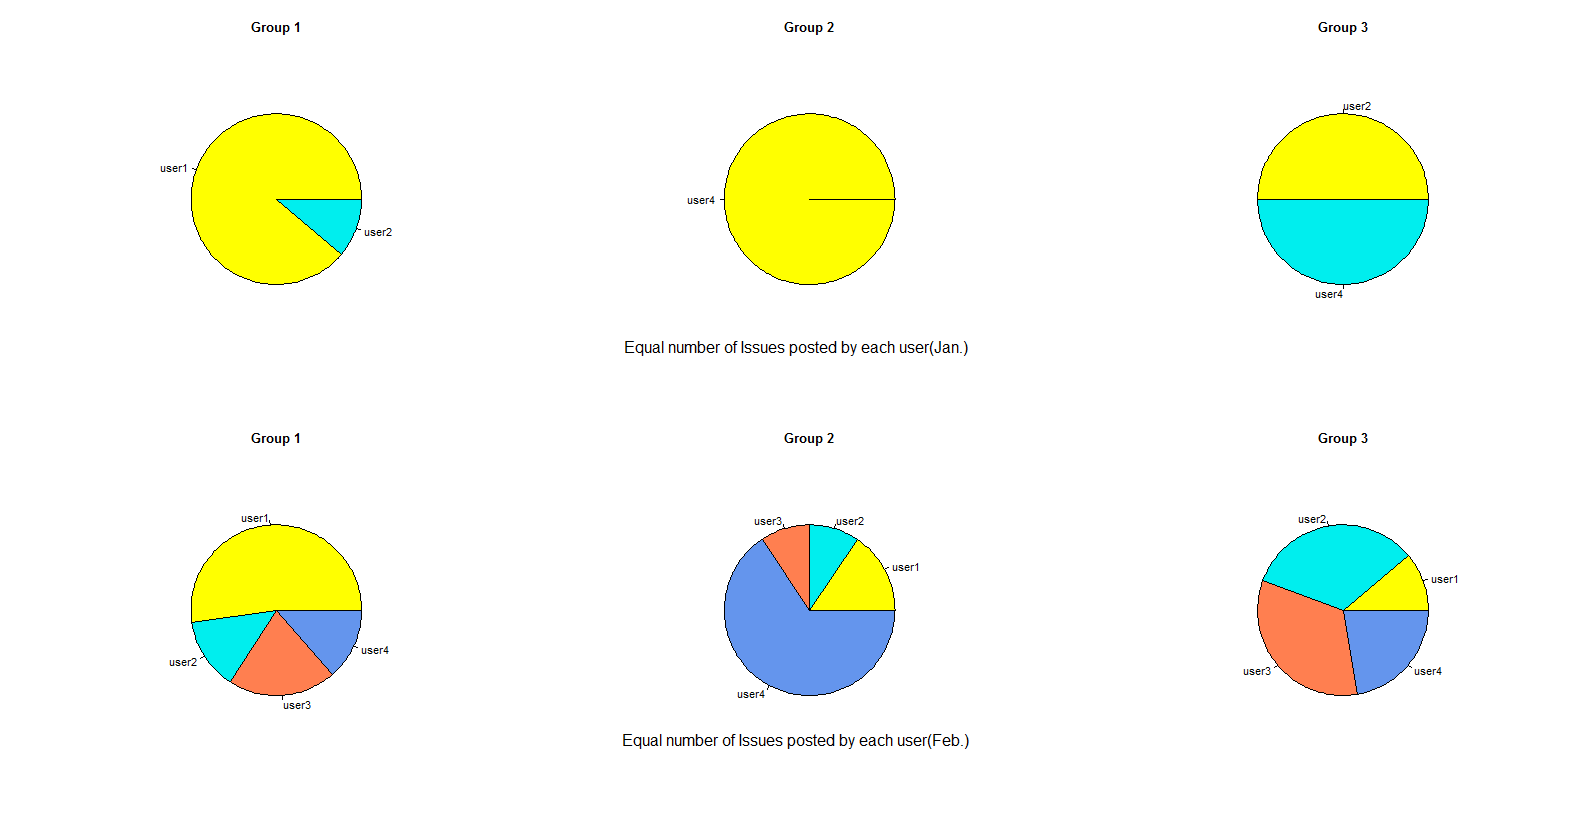 Group 1
Group 2
Group 3
user1
user2
user4
user2
user4
Equal number of Issues posted by each user(Jan.)
Group 1
Group 2
Group 3
user1
user2
user3
user4
user3
user2
user1
user4
user2
user1
user3
user4
Equal number of Issues posted by each user(Feb.)